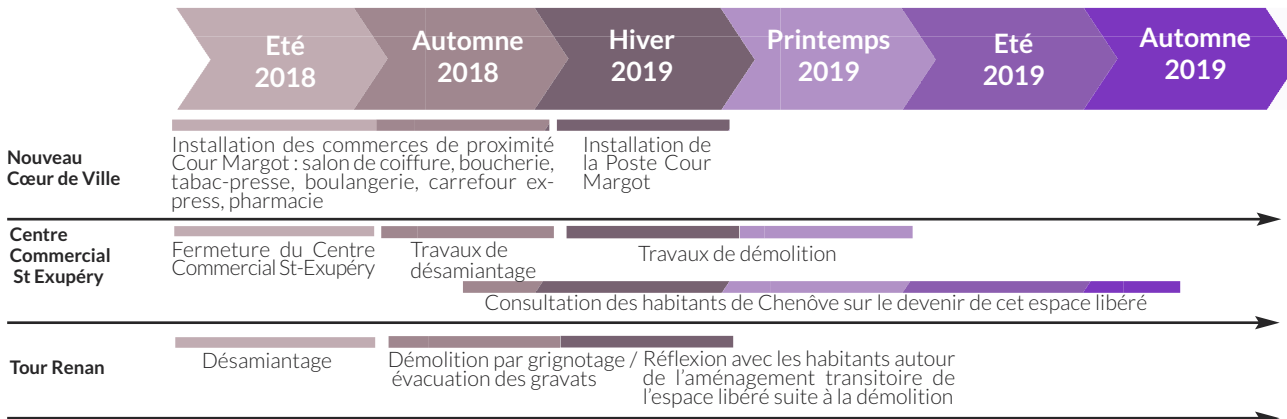 Eté
2018
Automne
2018
Hiver
2019
Printemps
2019
Eté
2019
Automne
2019
Nouveau
Cœur de Ville
Installation des commerces de proximité
Cour Margot : salon de coiffure, boucherie,
tabac-presse, boulangerie, carrefour ex-
press, pharmacie
Installation de
la Poste Cour
Margot
Centre
Commercial
St Exupéry
Fermeture du Centre
Commercial St-Exupéry
Travaux de
désamiantage
Travaux de démolition
Consultation des habitants de Chenôve sur le devenir de cet espace libéré
Tour Renan
Désamiantage
Démolition par grignotage /
évacuation des gravats
Réflexion avec les habitants autour
de l'aménagement transitoire de
l'espace libéré suite à la démolition